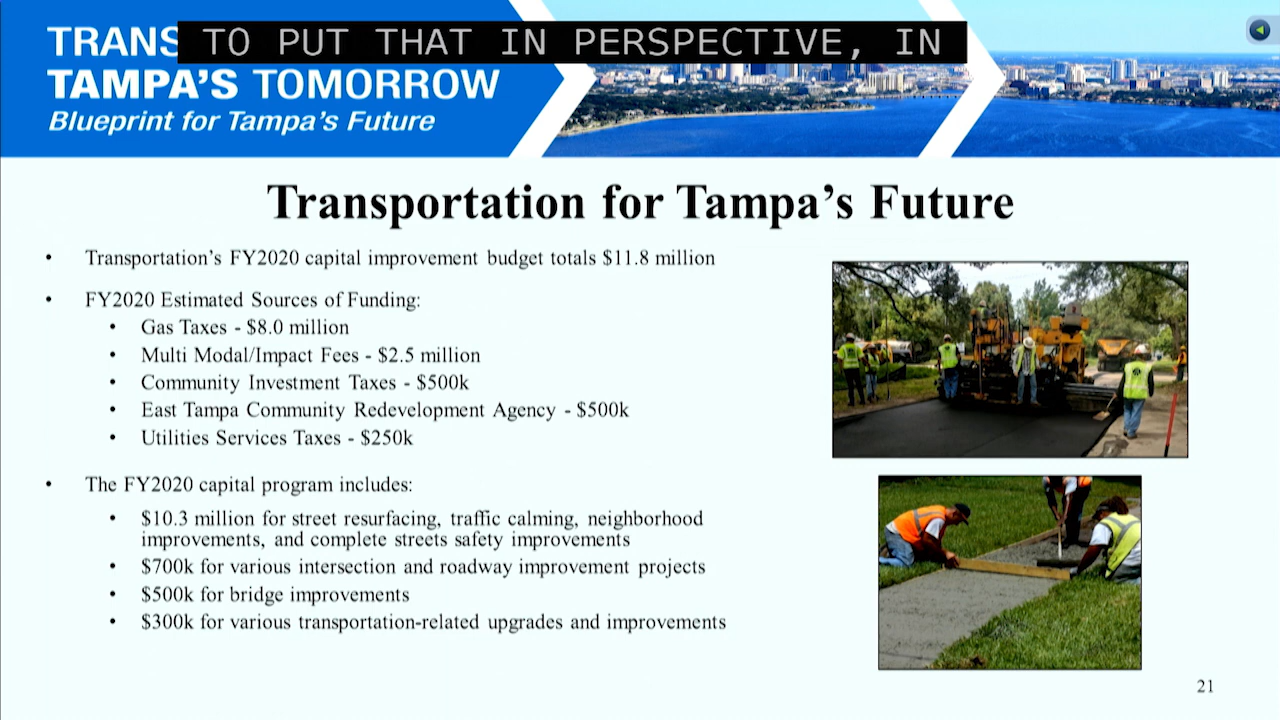 TO PUT THAT IN PERSPECTIVE, IN
TRANS
TAMPA'S TOMORROW
Blueprint for Tampa's Future
Transportation for Tampa's Future
• Transportation's FY2020 capital improvement budget totals $11.8 million
• FY2020 Estimated Sources of Funding:
• Gas Taxes - $8.0 million
• Multi Modal/Impact Fees - $2.5 million
• Community Investment Taxes - $500k
• East Tampa Community Redevelopment Agency - $500k
• Utilities Services Taxes - $250k
• The FY2020 capital program includes:
• $10.3 million for street resurfacing, traffic calming, neighborhood
improvements, and complete streets safety improvements
• $700k for various intersection and roadway improvement projects
• $500k for bridge improvements
• $300k for various transportation-related upgrades and improvements
21